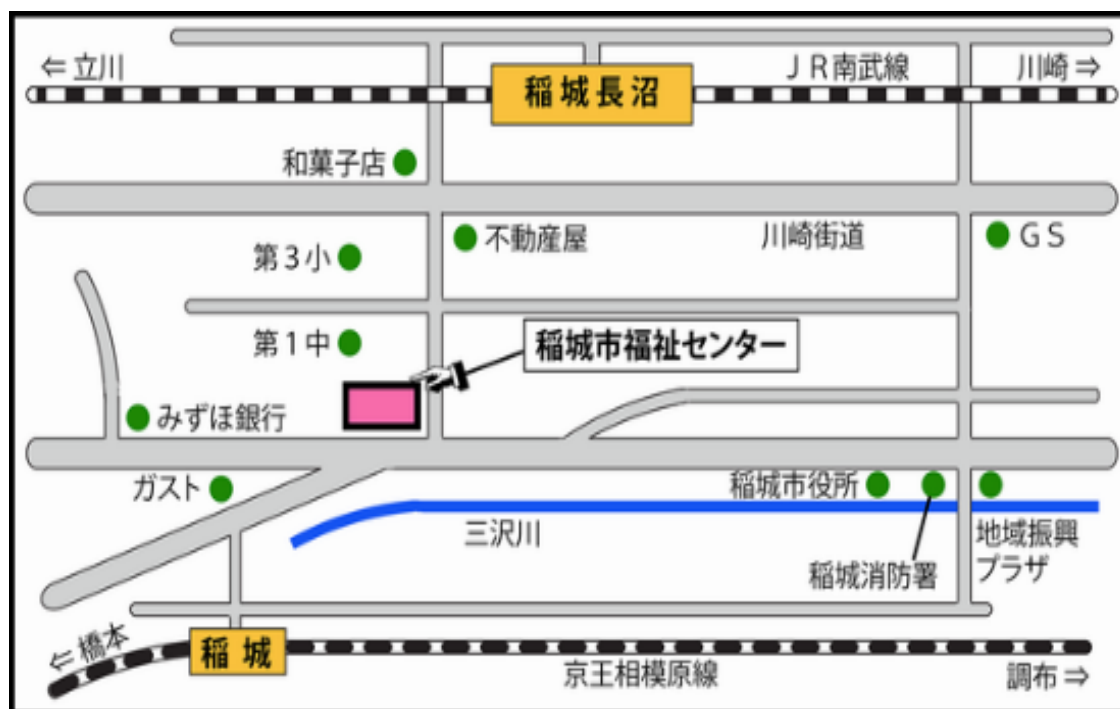 ⇐ 立川
稲城長沼
ＪＲ南武線
川崎 ⇒
和菓子店
不動産屋
川崎街道
ＧＳ
第３小
第１中
稲城市福祉センター
みずほ銀行
ガスト
稲城市役所
三沢川
稲城消防署
地域振興
プラザ
⇐ 橋本
稲城
京王相模原線
調布 ⇒